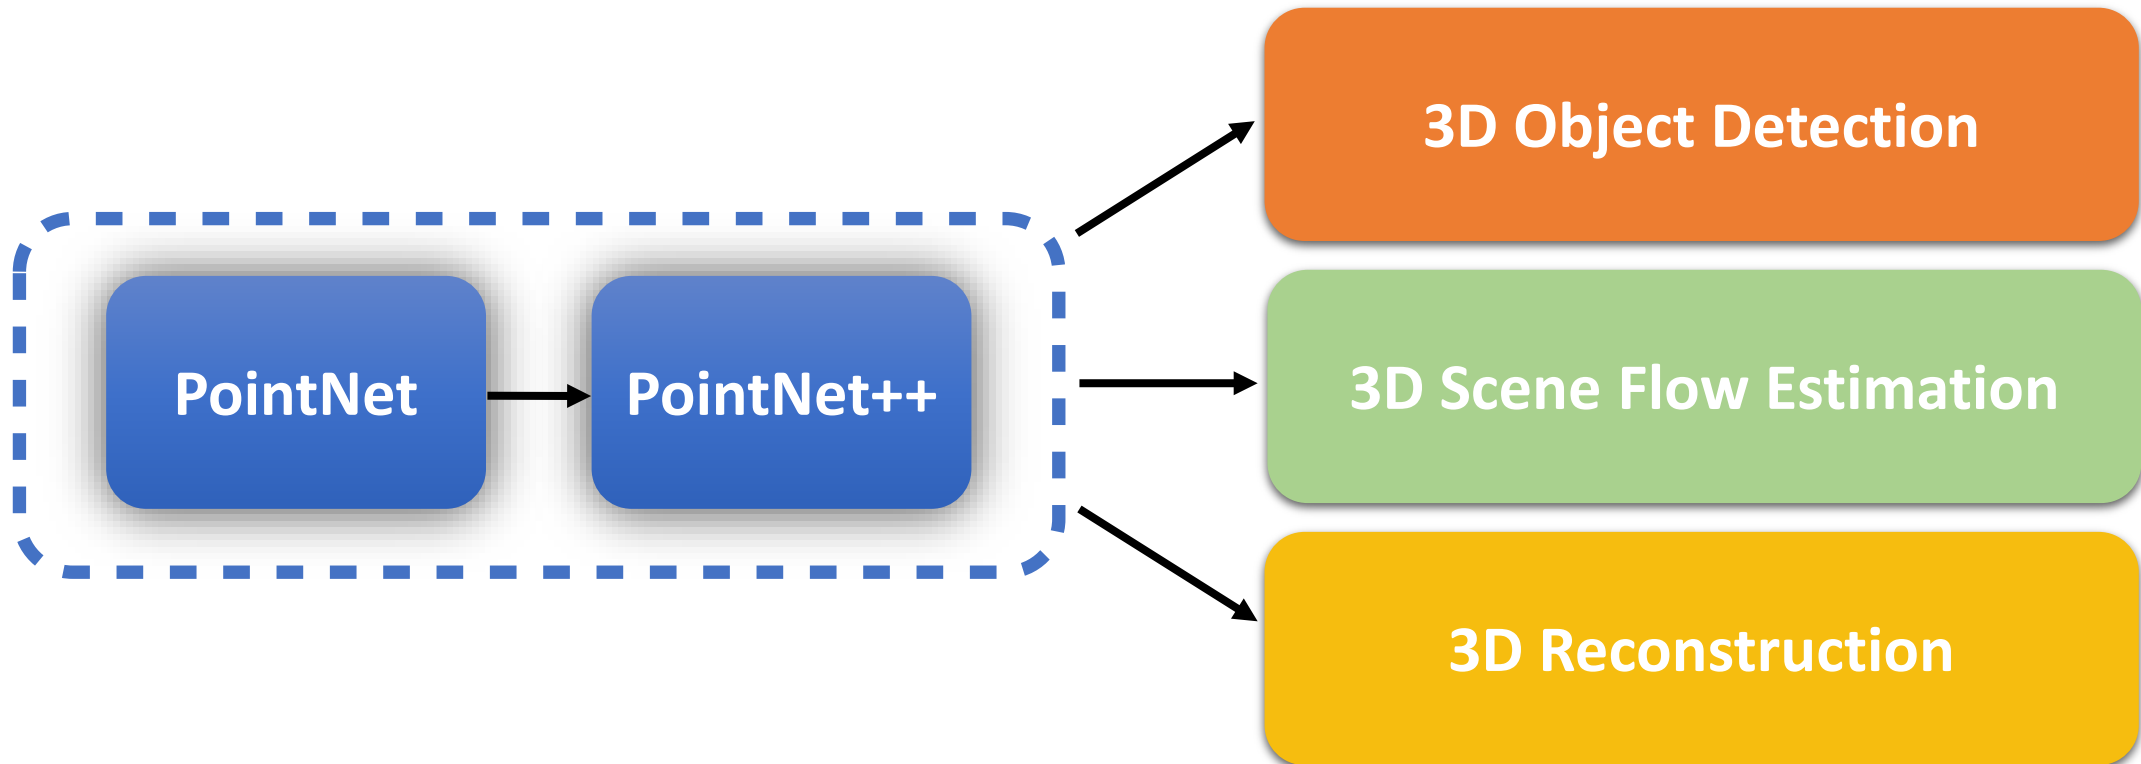 PointNet
PointNet++
3D Object Detection
3D Scene Flow Estimation
3D Reconstruction